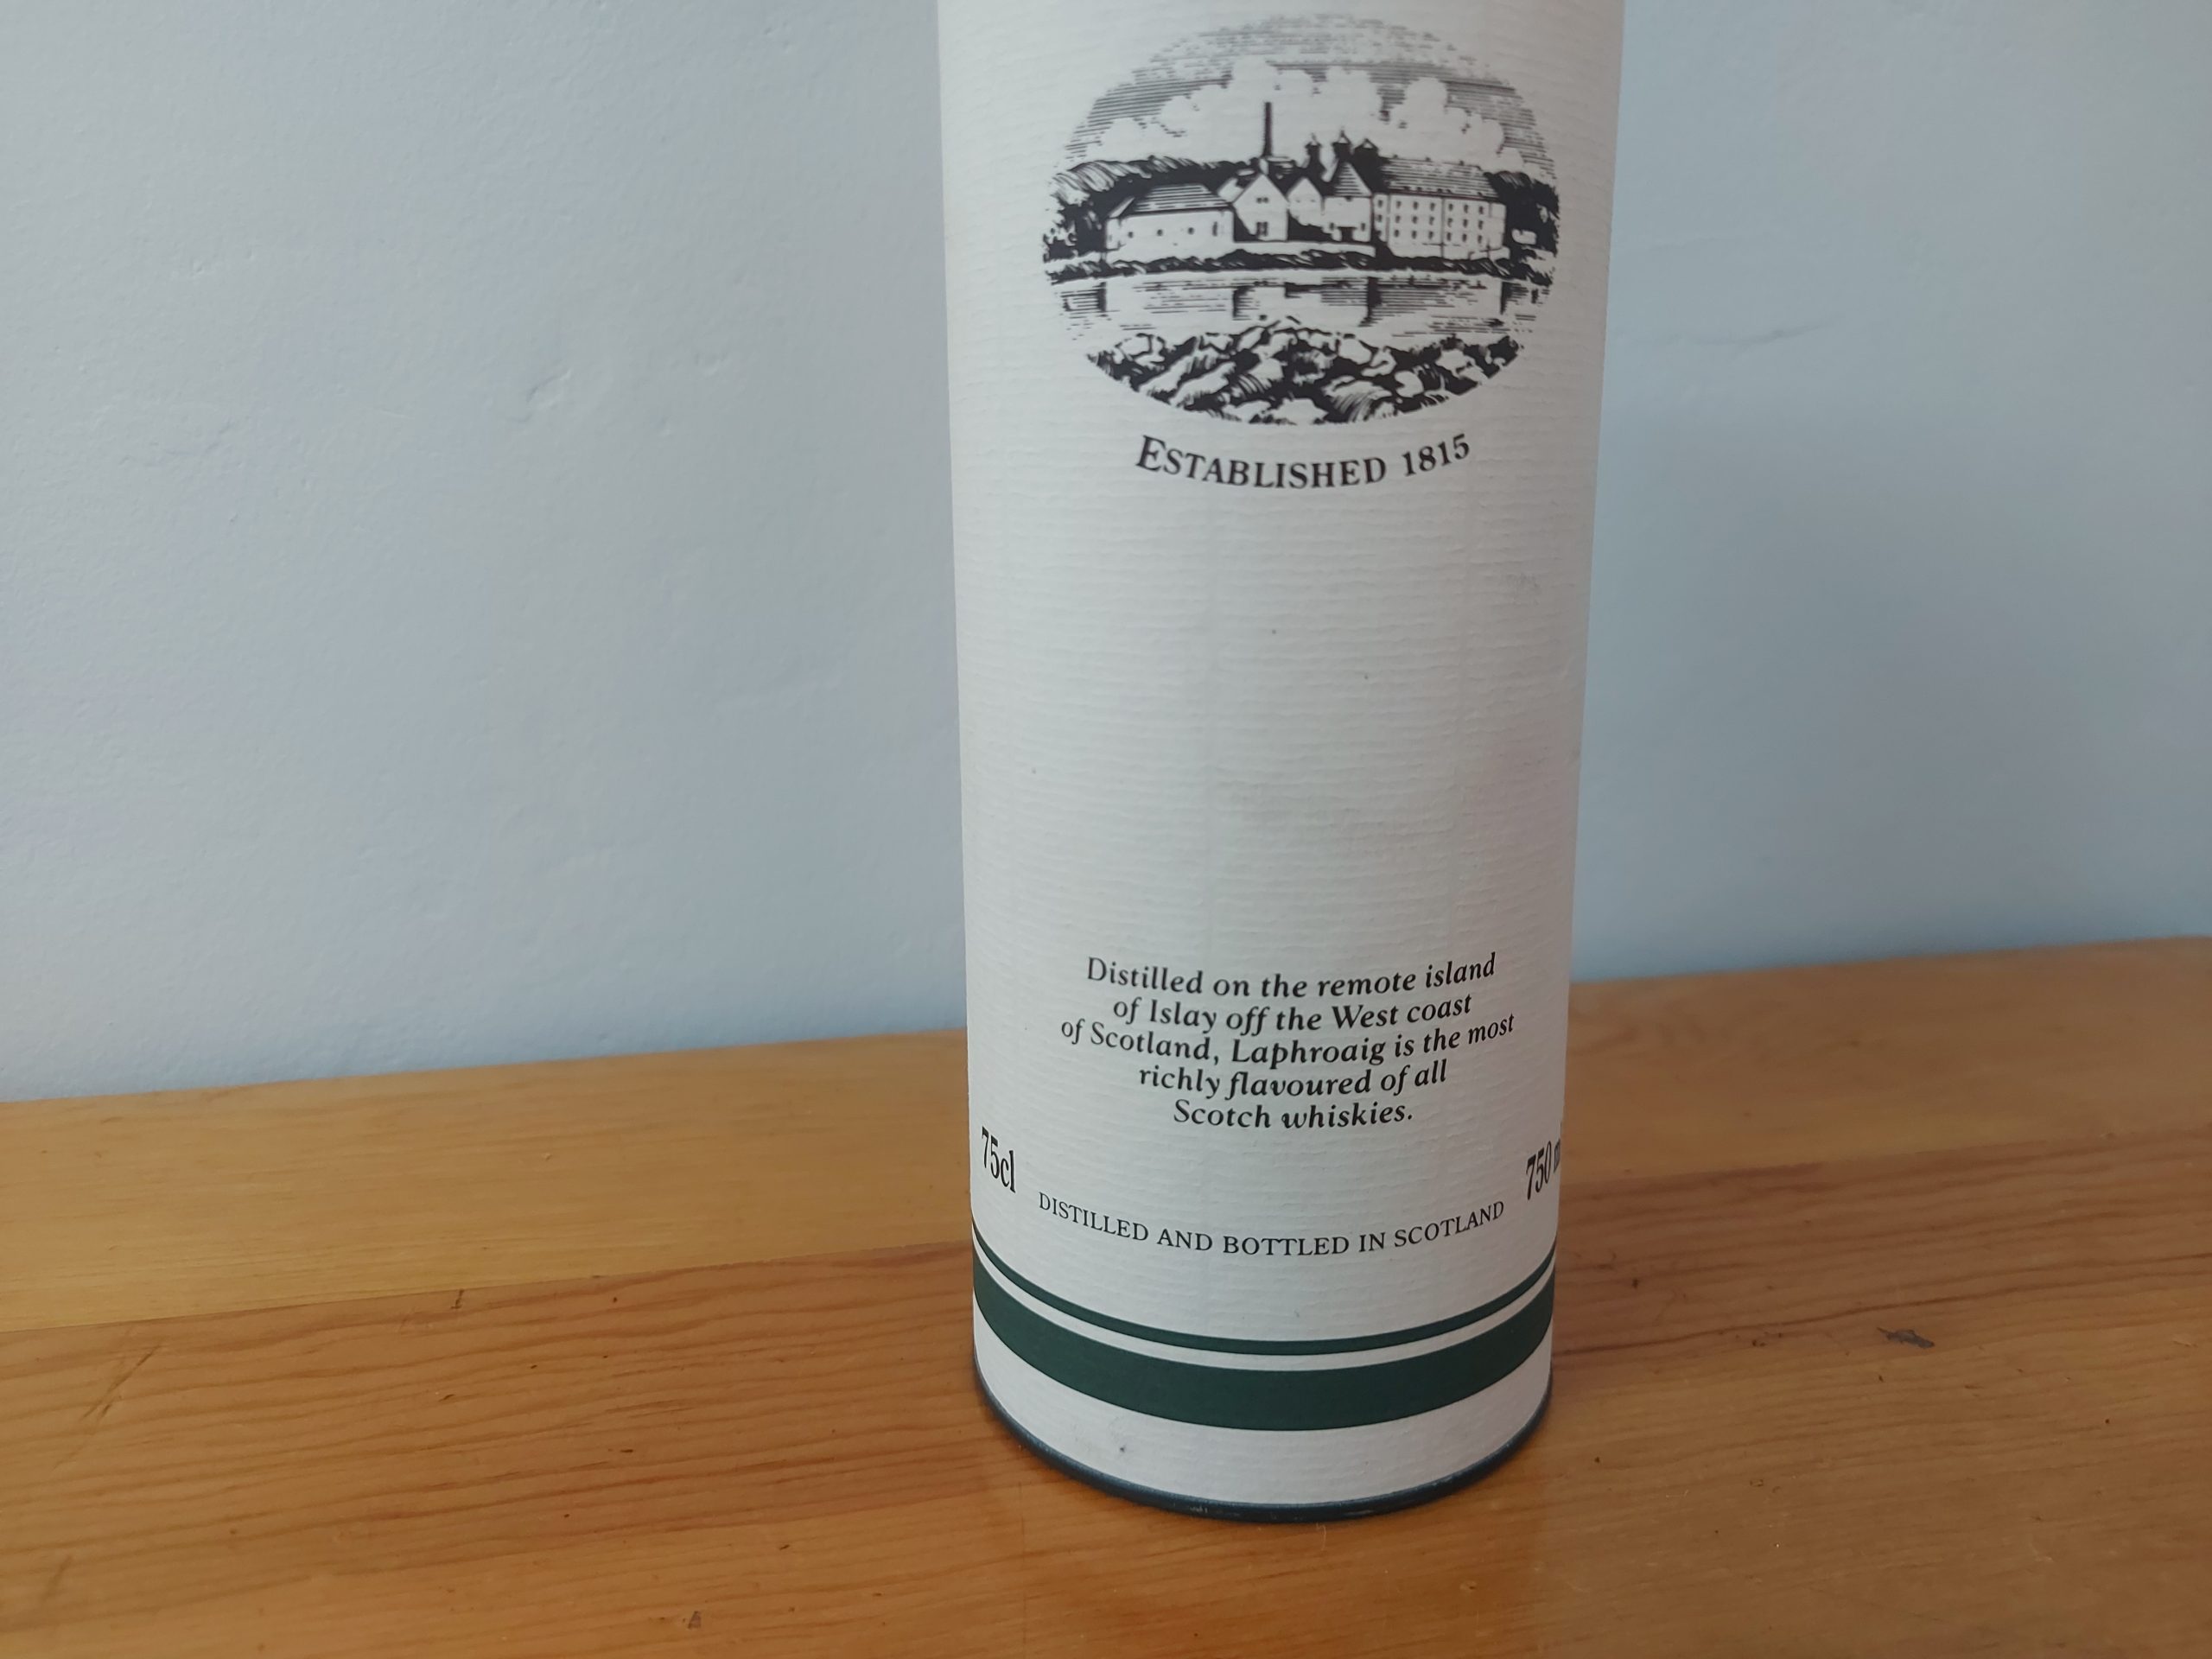 ESTABLISHED 1815
Distilled on the remote island
of Islay off the West coast
of Scotland, Laphroaig is the most
richly flavoured of all
Scotch whiskies.
75cl
750 m
DISTILLED AND BOTTLED IN SCOTLAND